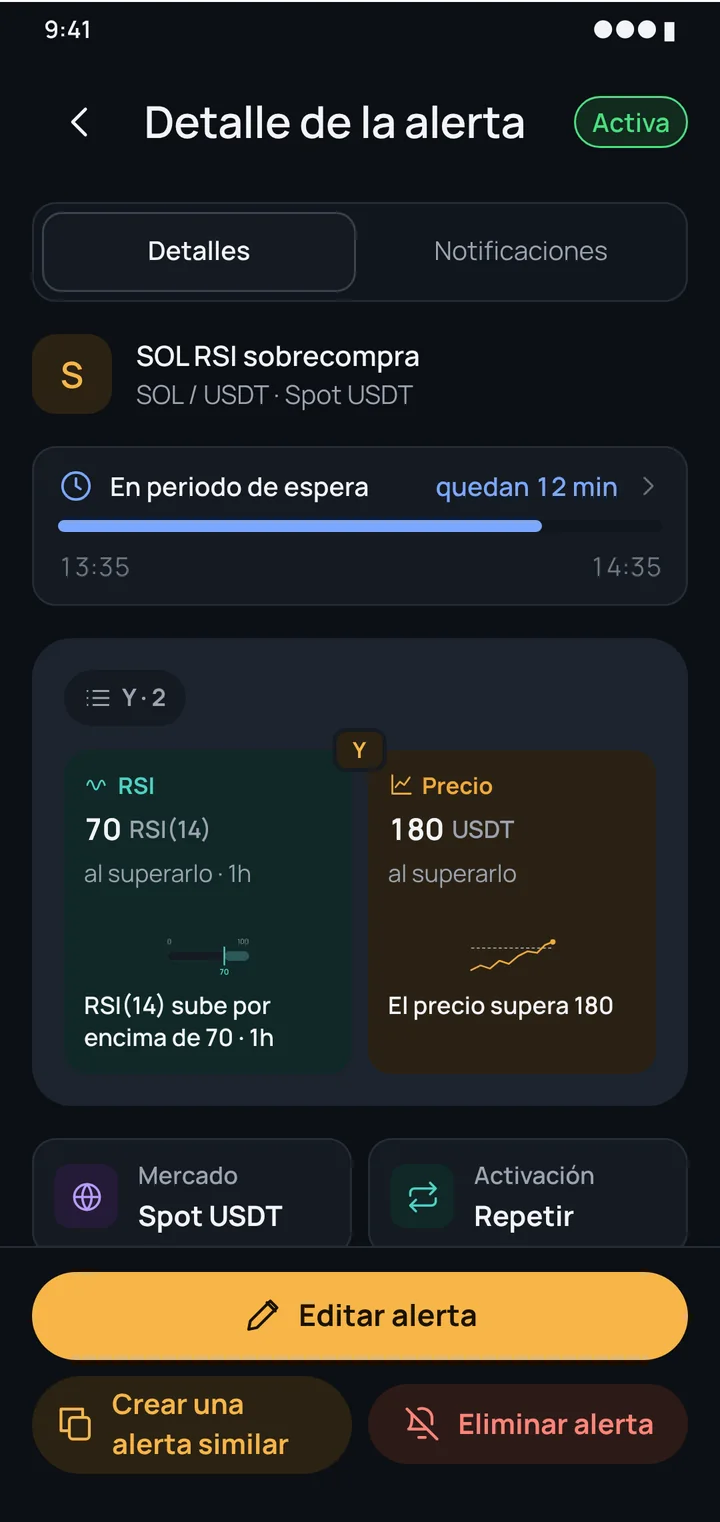 9:41
Detalle de la alerta
Activa
Detalles
Notificaciones
S
SOL RSI sobrecompra
SOL / USDT · Spot USDT
En periodo de espera
quedan 12 min
13:35
14:35
Y · 2
Y
RSI
70 RSI(14)
al superarlo · 1h
0
100
70
RSI(14) sube por
encima de 70 · 1h
Precio
180 USDT
al superarlo
El precio supera 180
Mercado
Spot USDT
Activación
Repetir
Editar alerta
Crear una
alerta similar
Eliminar alerta